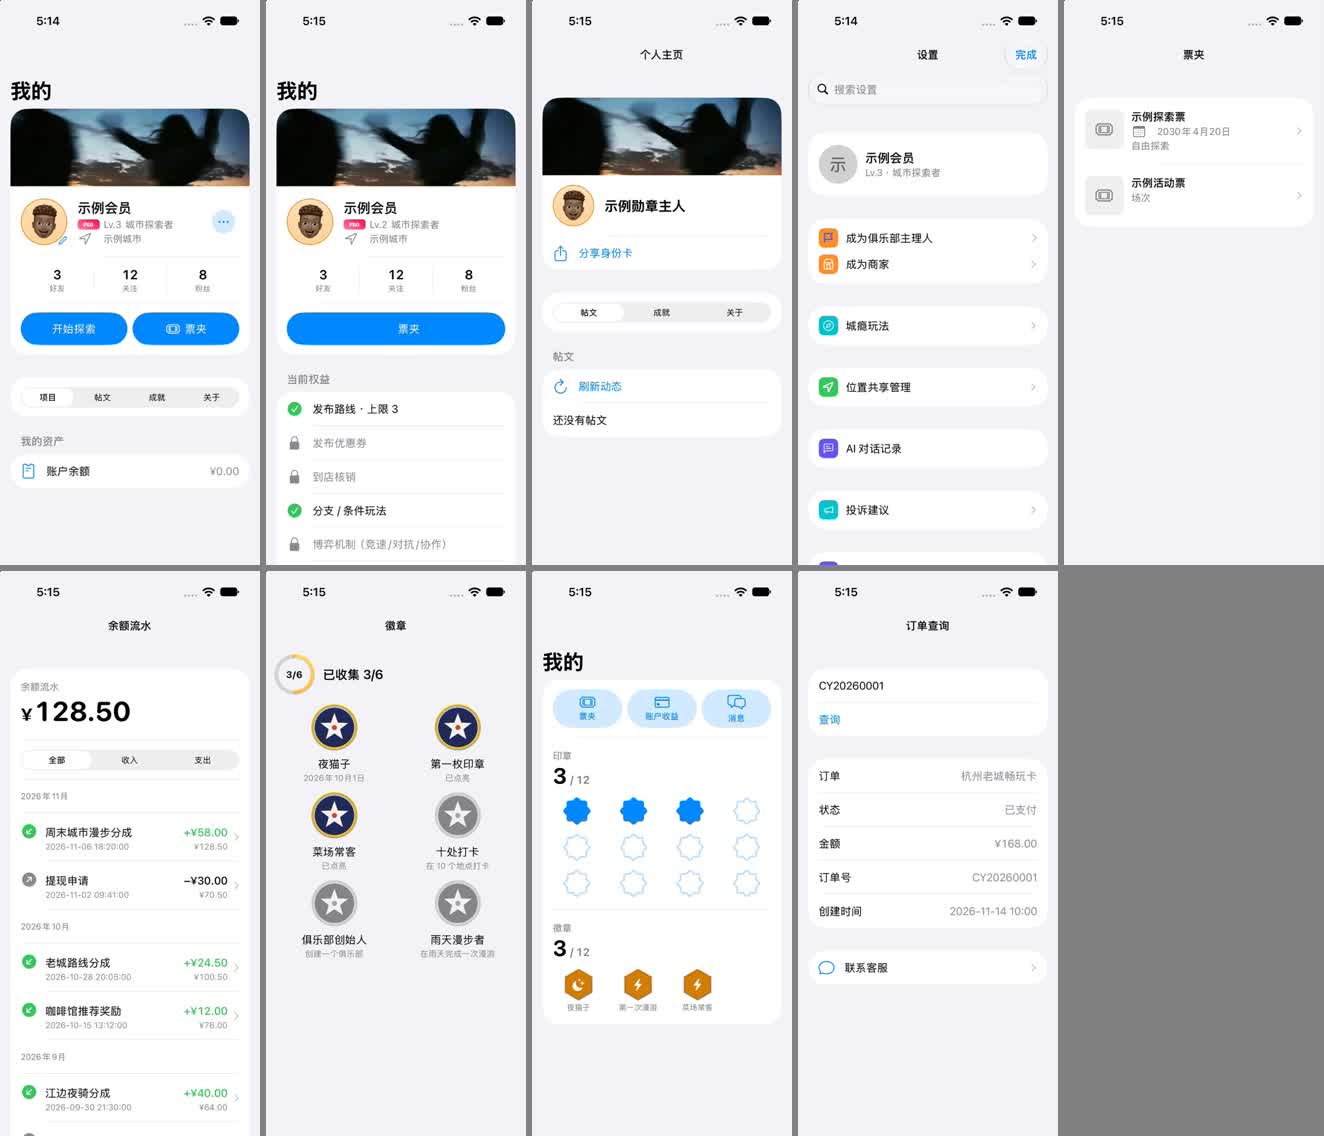 5:14
我的
示例会员
PRO Lv.3 城市探索者
示例城市
3
12
8
好友
关注
粉丝
开始探索
票夹
项目
帖文
成就
关于
我的资产
账户余额
¥0.00
5:15
我的
示例会员
PRO Lv.2 城市探索者
示例城市
3
12
8
好友
关注
粉丝
票夹
当前权益
发布路线 · 上限 3
发布优惠券
到店核销
分支 / 条件玩法
博弈机制（竞速/对抗/协作）
5:15
个人主页
示例勋章主人
分享身份卡
帖文
成就
关于
帖文
刷新动态
还没有帖文
5:14
设置
完成
搜索设置
示
示例会员
Lv.3 · 城市探索者
成为俱乐部主理人
成为商家
城瘾玩法
位置共享管理
AI 对话记录
投诉建议
5:15
票夹
示例探索票
2030年4月20日
自由探索
示例活动票
场次
5:15
余额流水
余额流水
¥128.50
全部
收入
支出
2026年11月
周末城市漫步分成
+¥58.00
2026-11-06 18:20:00
¥128.50
提现申请
−¥30.00
2026-11-02 09:41:00
¥70.50
2026年10月
老城路线分成
+¥24.50
2026-10-28 20:05:00
¥100.50
咖啡馆推荐奖励
+¥12.00
2026-10-15 13:12:00
¥76.00
2026年9月
江边夜骑分成
+¥40.00
2026-09-30 21:30:00
¥64.00
5:15
徽章
3/6
已收集 3/6
夜猫子
2026年10月1日
第一枚印章
已点亮
菜场常客
已点亮
十处打卡
在 10 个地点打卡
俱乐部创始人
创建一个俱乐部
雨天漫步者
在雨天完成一次漫游
5:15
我的
票夹
账户收益
消息
印章
3 / 12
徽章
3 / 12
夜猫子
第一次漫游
菜场常客
5:15
订单查询
CY20260001
查询
订单
杭州老城畅玩卡
状态
已支付
金额
¥168.00
订单号
CY20260001
创建时间
2026-11-14 10:00
联系客服